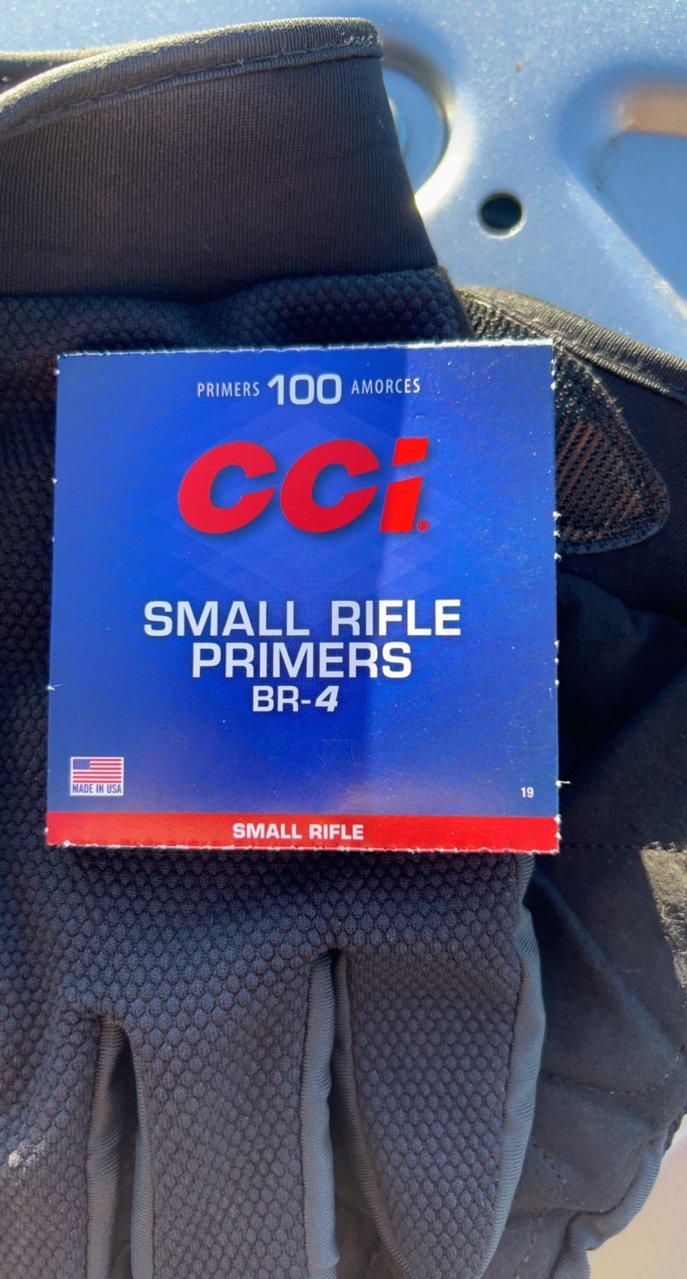 PRIMERS 100 AMORCES
CCi®
SMALL RIFLE
PRIMERS
BR-4
MADE IN USA
19
SMALL RIFLE